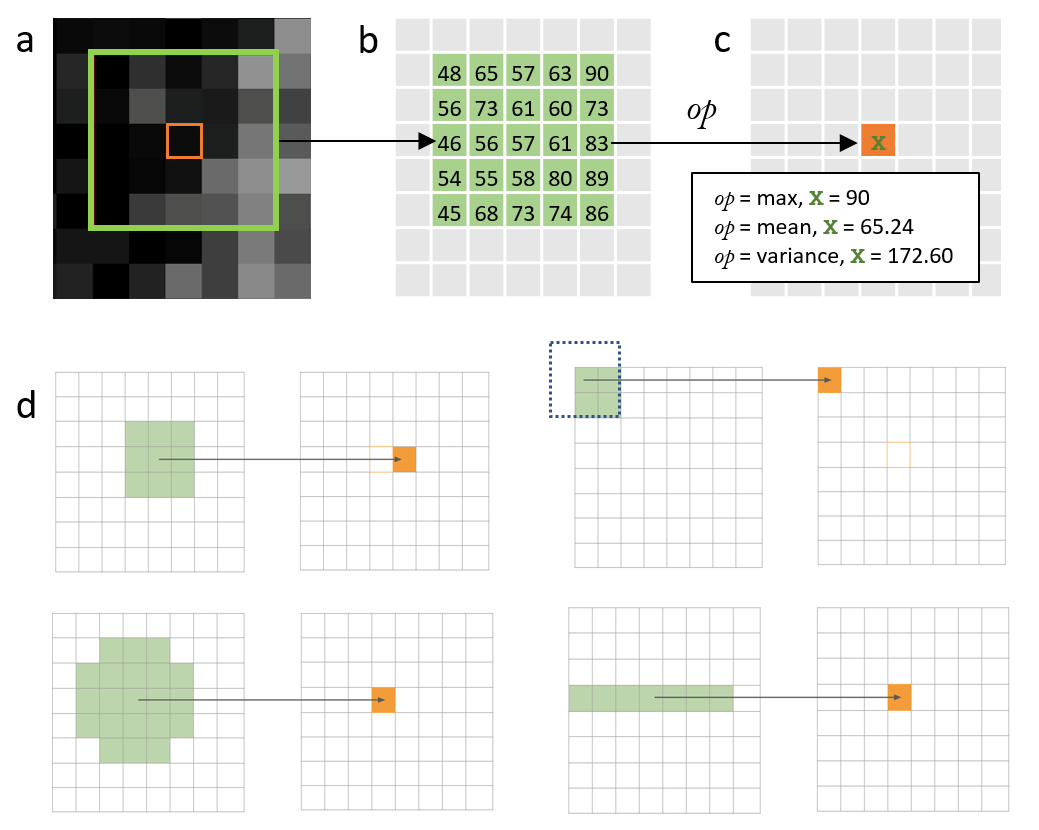 a
b
c
48 65 57 63 90
56 73 61 60 73
46 56 57 61 83
54 55 58 80 89
45 68 73 74 86
op
x
op = max, x = 90
op = mean, x = 65.24
op = variance, x = 172.60
d